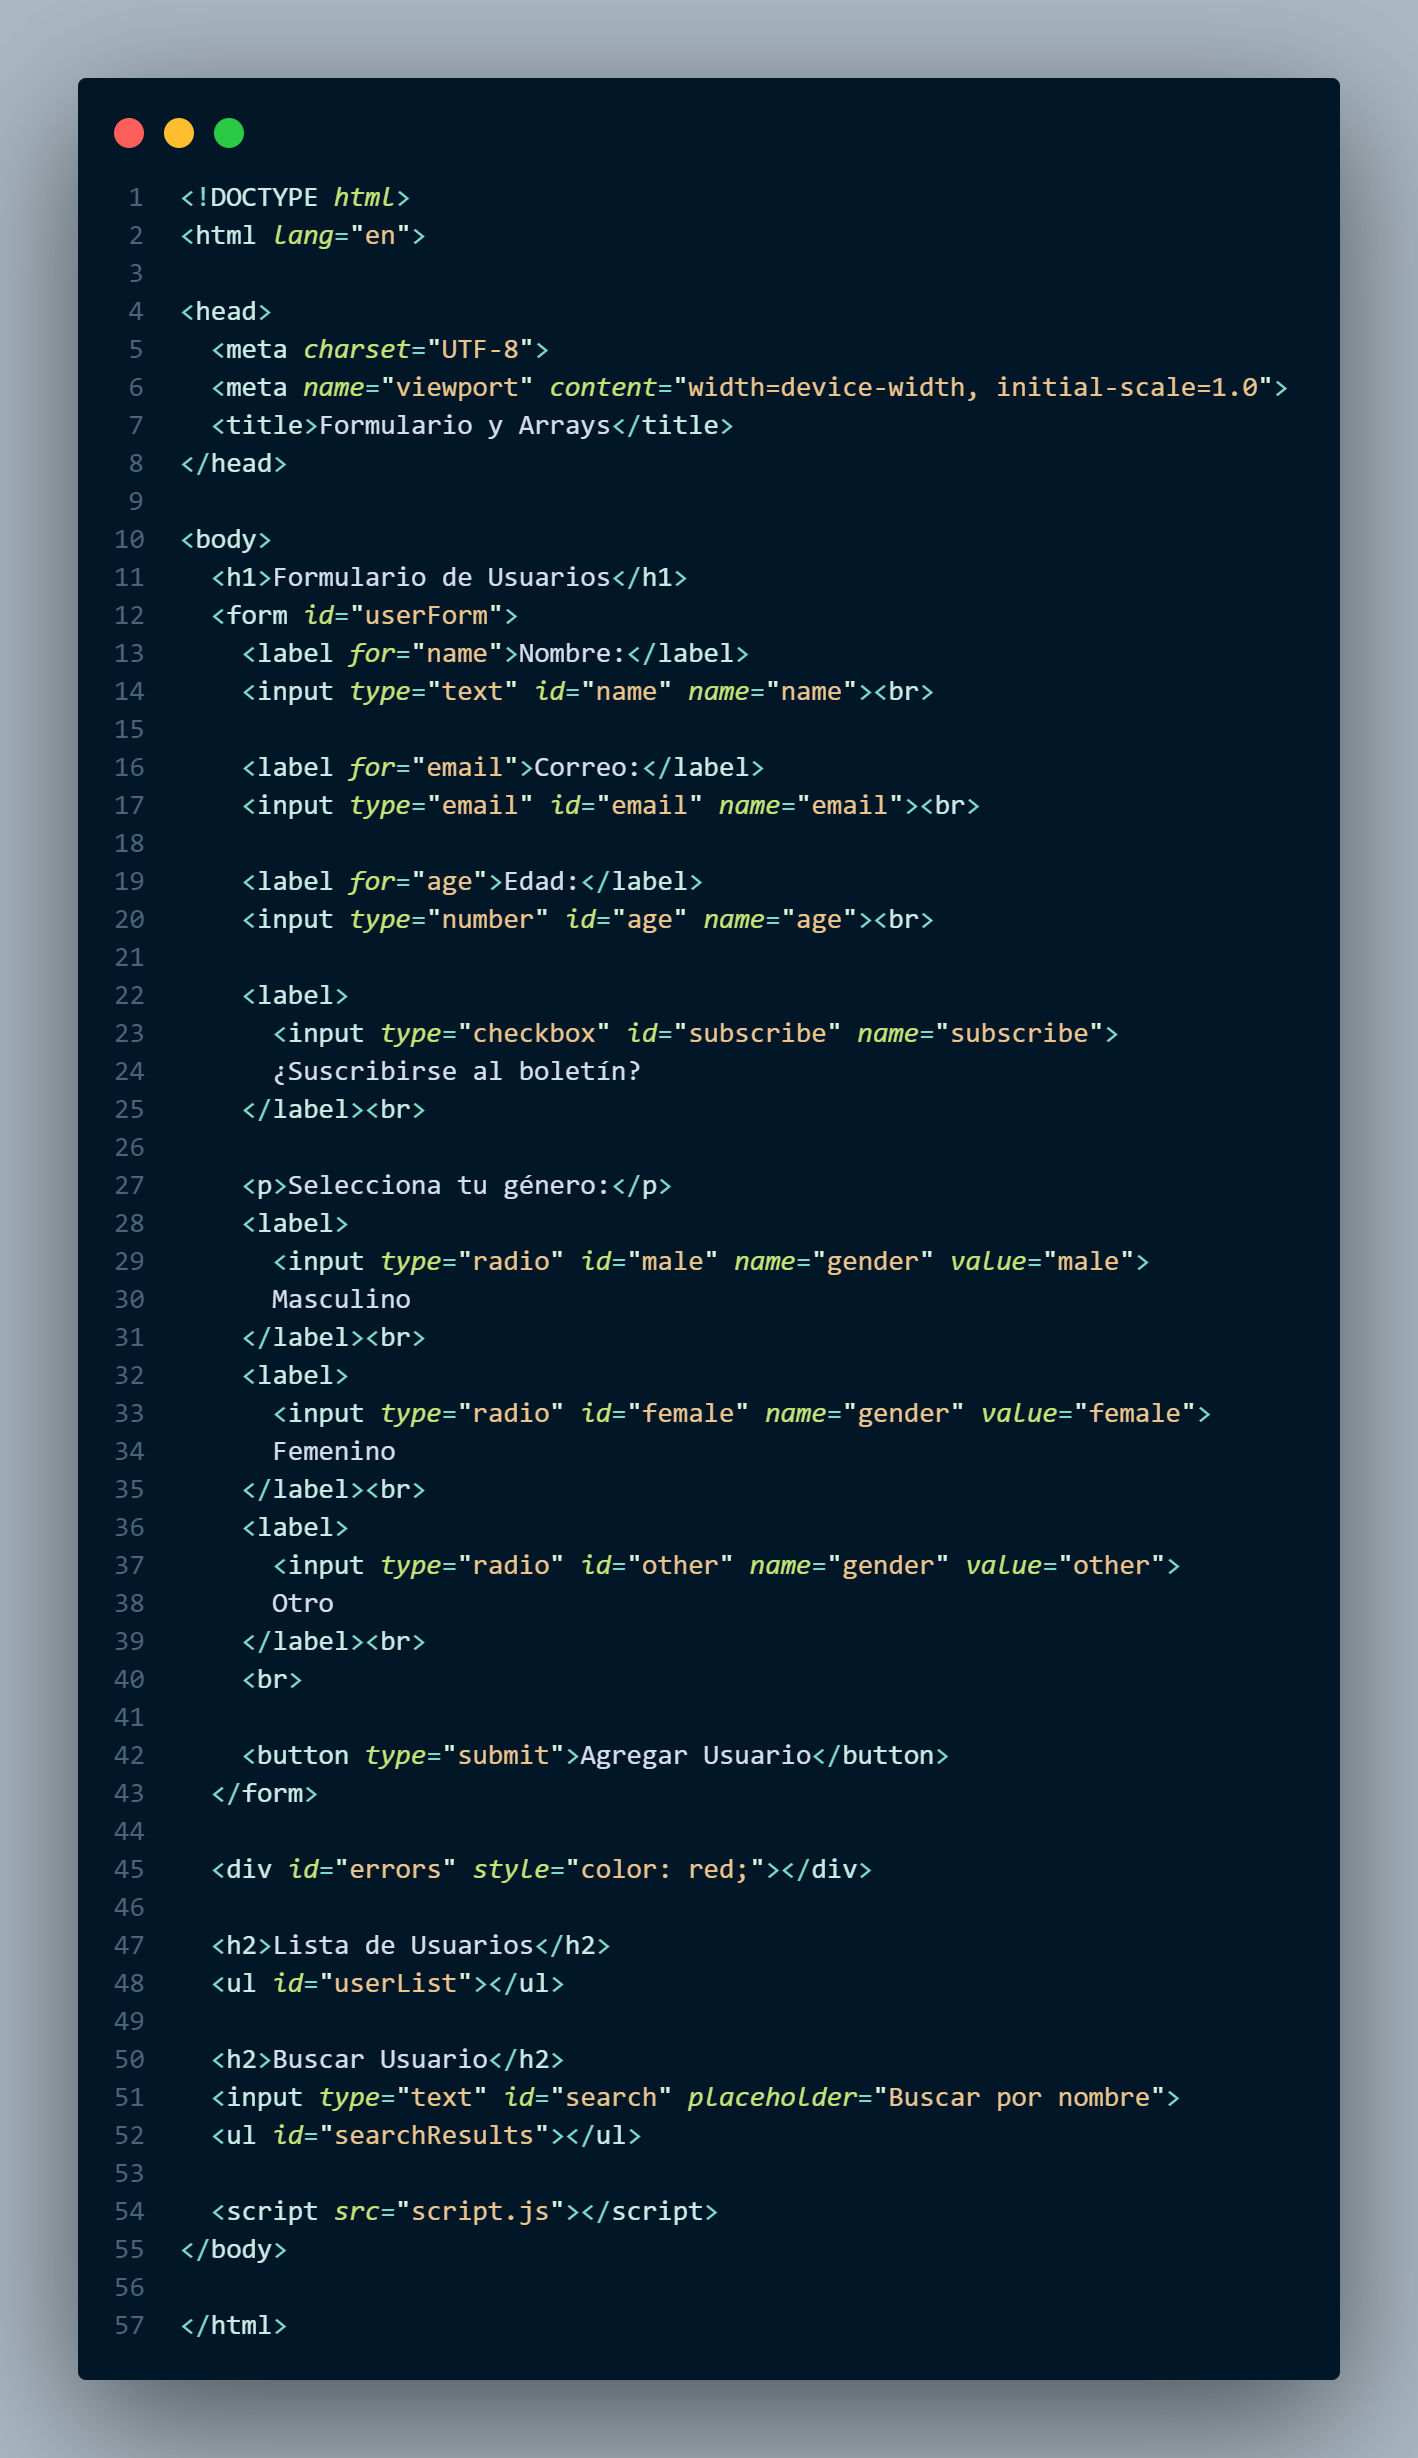 1 <!DOCTYPE html>
2 <html lang="en">
3
4 <head>
5   <meta charset="UTF-8">
6   <meta name="viewport" content="width=device-width, initial-scale=1.0">
7   <title>Formulario y Arrays</title>
8 </head>
9
10 <body>
11   <h1>Formulario de Usuarios</h1>
12   <form id="userForm">
13     <label for="name">Nombre:</label>
14     <input type="text" id="name" name="name"><br>
15
16     <label for="email">Correo:</label>
17     <input type="email" id="email" name="email"><br>
18
19     <label for="age">Edad:</label>
20     <input type="number" id="age" name="age"><br>
21
22     <label>
23       <input type="checkbox" id="subscribe" name="subscribe">
24       ¿Suscribirse al boletín?
25     </label><br>
26
27     <p>Selecciona tu género:</p>
28     <label>
29       <input type="radio" id="male" name="gender" value="male">
30       Masculino
31     </label><br>
32     <label>
33       <input type="radio" id="female" name="gender" value="female">
34       Femenino
35     </label><br>
36     <label>
37       <input type="radio" id="other" name="gender" value="other">
38       Otro
39     </label><br>
40     <br>
41
42     <button type="submit">Agregar Usuario</button>
43   </form>
44
45   <div id="errors" style="color: red;"></div>
46
47   <h2>Lista de Usuarios</h2>
48   <ul id="userList"></ul>
49
50   <h2>Buscar Usuario</h2>
51   <input type="text" id="search" placeholder="Buscar por nombre">
52   <ul id="searchResults"></ul>
53
54   <script src="script.js"></script>
55 </body>
56
57 </html>